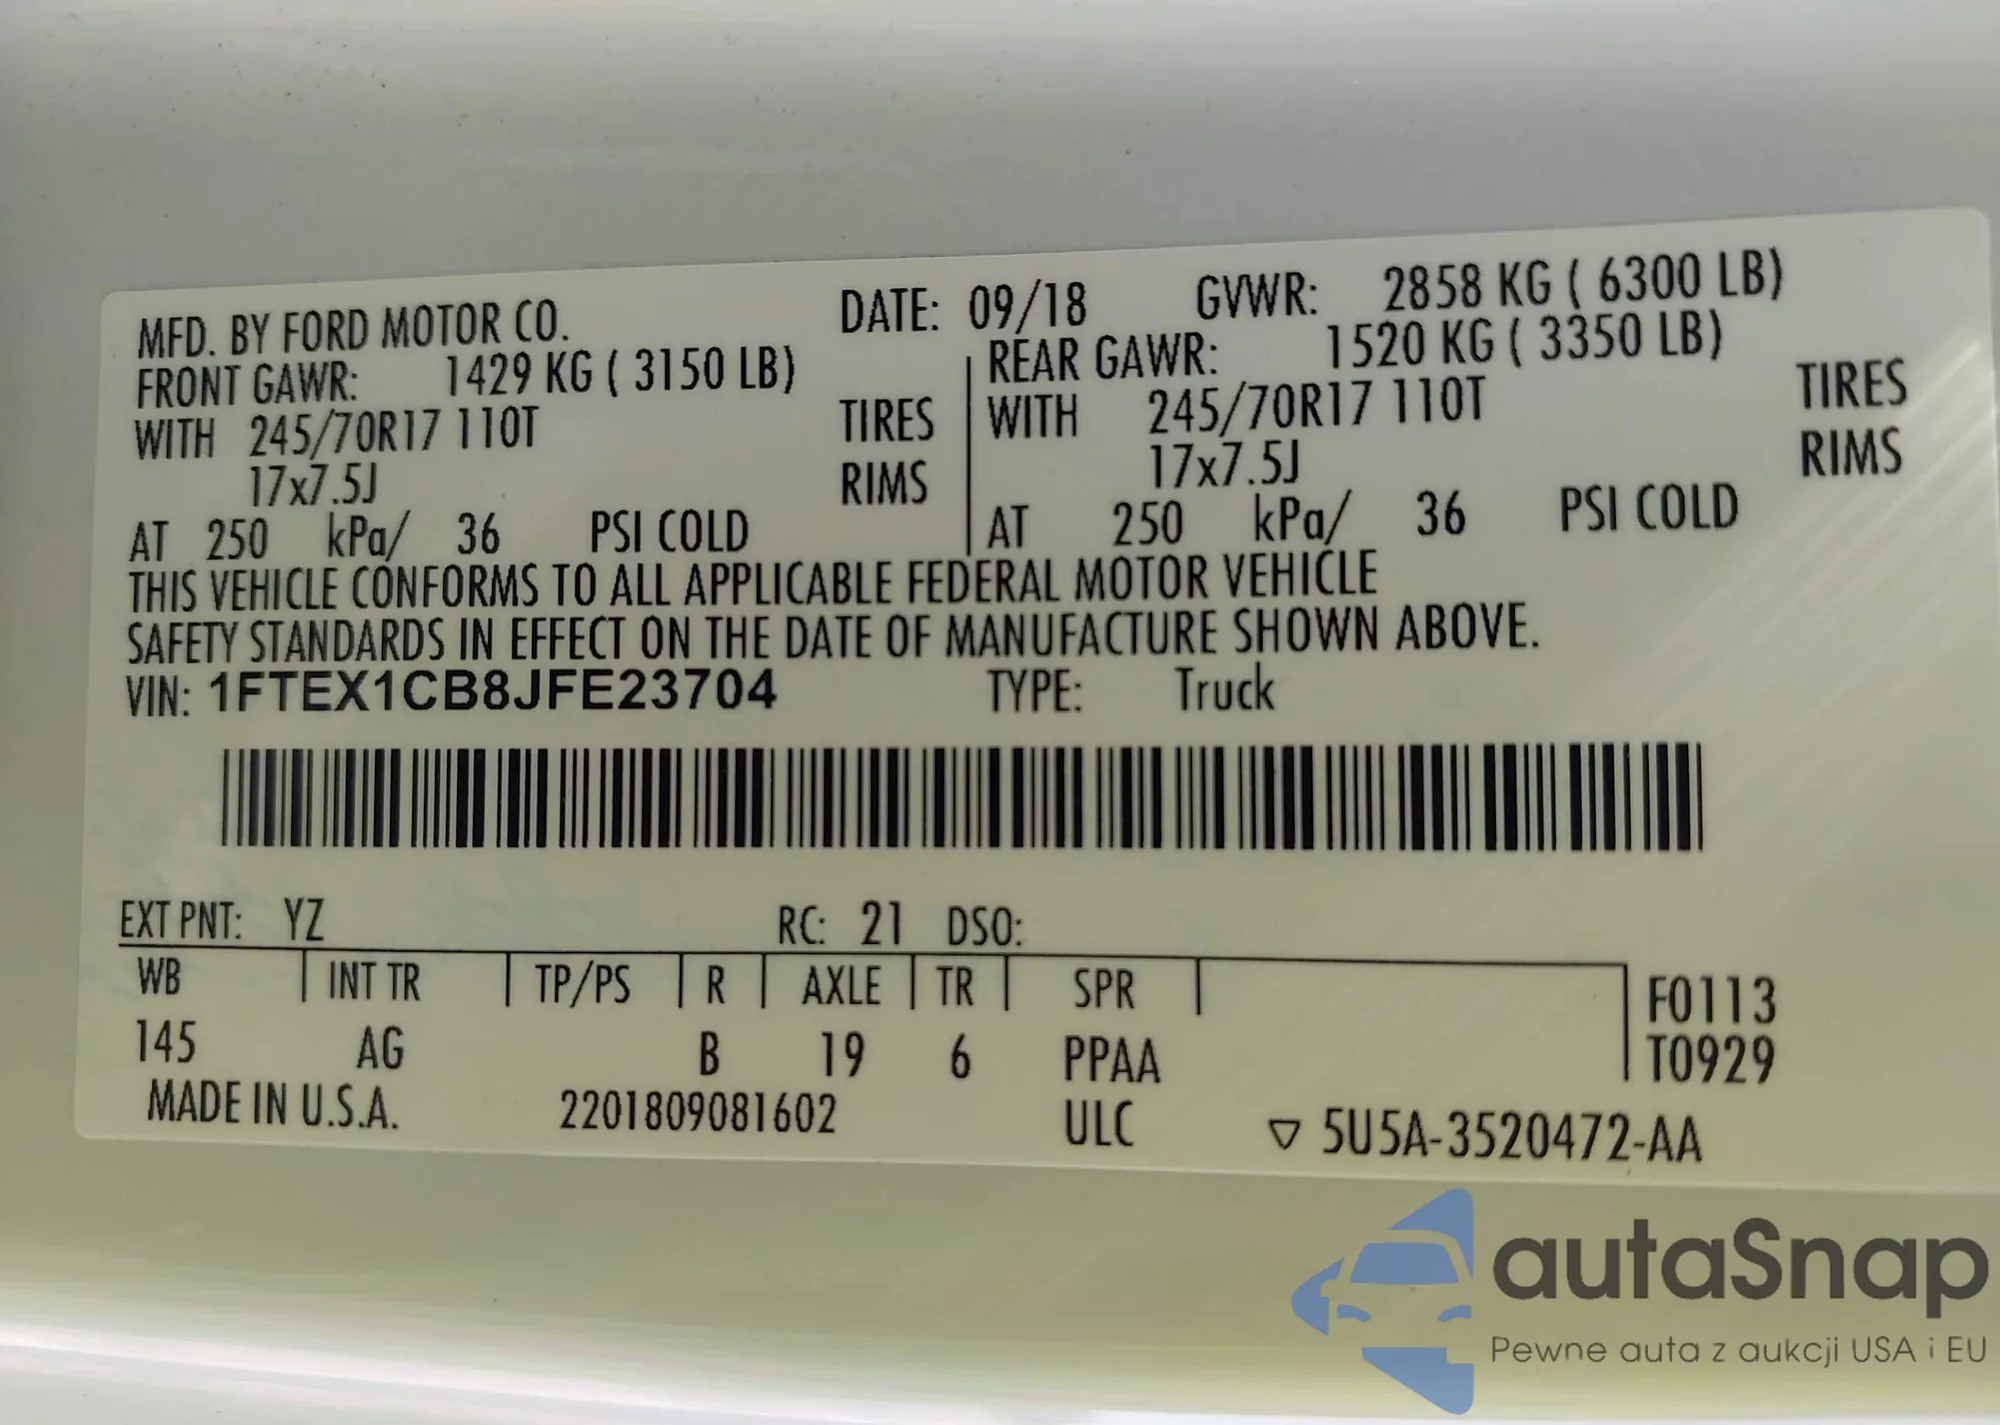 MFD. BY FORD MOTOR CO. DATE: 09/18 GVWR: 2858 KG ( 6300 LB)
FRONT GAWR: 1429 KG ( 3150 LB) REAR GAWR: 1520 KG ( 3350 LB)
WITH 245/70R17 110T TIRES WITH 245/70R17 110T TIRES
17x7.5J RIMS 17x7.5J RIMS
AT 250 kPa/ 36 PSI COLD AT 250 kPa/ 36 PSI COLD
THIS VEHICLE CONFORMS TO ALL APPLICABLE FEDERAL MOTOR VEHICLE
SAFETY STANDARDS IN EFFECT ON THE DATE OF MANUFACTURE SHOWN ABOVE.
VIN: 1FTEX1CB8JFE23704 TYPE: Truck
EXT PNT: YZ RC: 21 DSO:
WB INT TR TP/PS R AXLE TR SPR F0113
145 AG B 19 6 PPAA T0929
MADE IN U.S.A. 2201809081602 ULC ▽ 5U5A-3520472-AA
autaSnap
Pewne auta z aukcji USA i EU